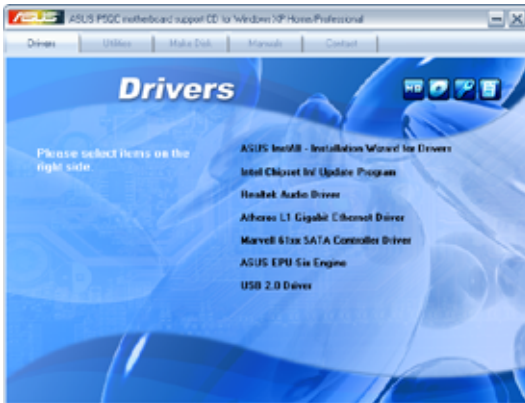 ASUS P5QC motherboard support CD for Windows XP Home/Professional
Drivers Utilities Make Disk Manuals Contact
Drivers
Please select items on the
right side.
ASUS InstAll - Installation Wizard for Drivers
Intel Chipset Inf Update Program
Realtek Audio Driver
Atheros L1 Gigabit Ethernet Driver
Marvell 61xx SATA Controller Driver
ASUS EPU-Six Engine
USB 2.0 Driver